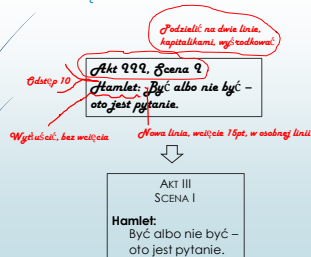 Podzielić na dwie linie,
kapitalikami, wyśrodkować
Akt III, Scena I
Odstęp 10
Hamlet: Być albo nie być –
oto jest pytanie.
Wytłuścić, bez wcięcia
Nowa linia, wcięcie 15pt, w osobnej linii
AKT III
SCENA I
Hamlet:
Być albo nie być –
oto jest pytanie.